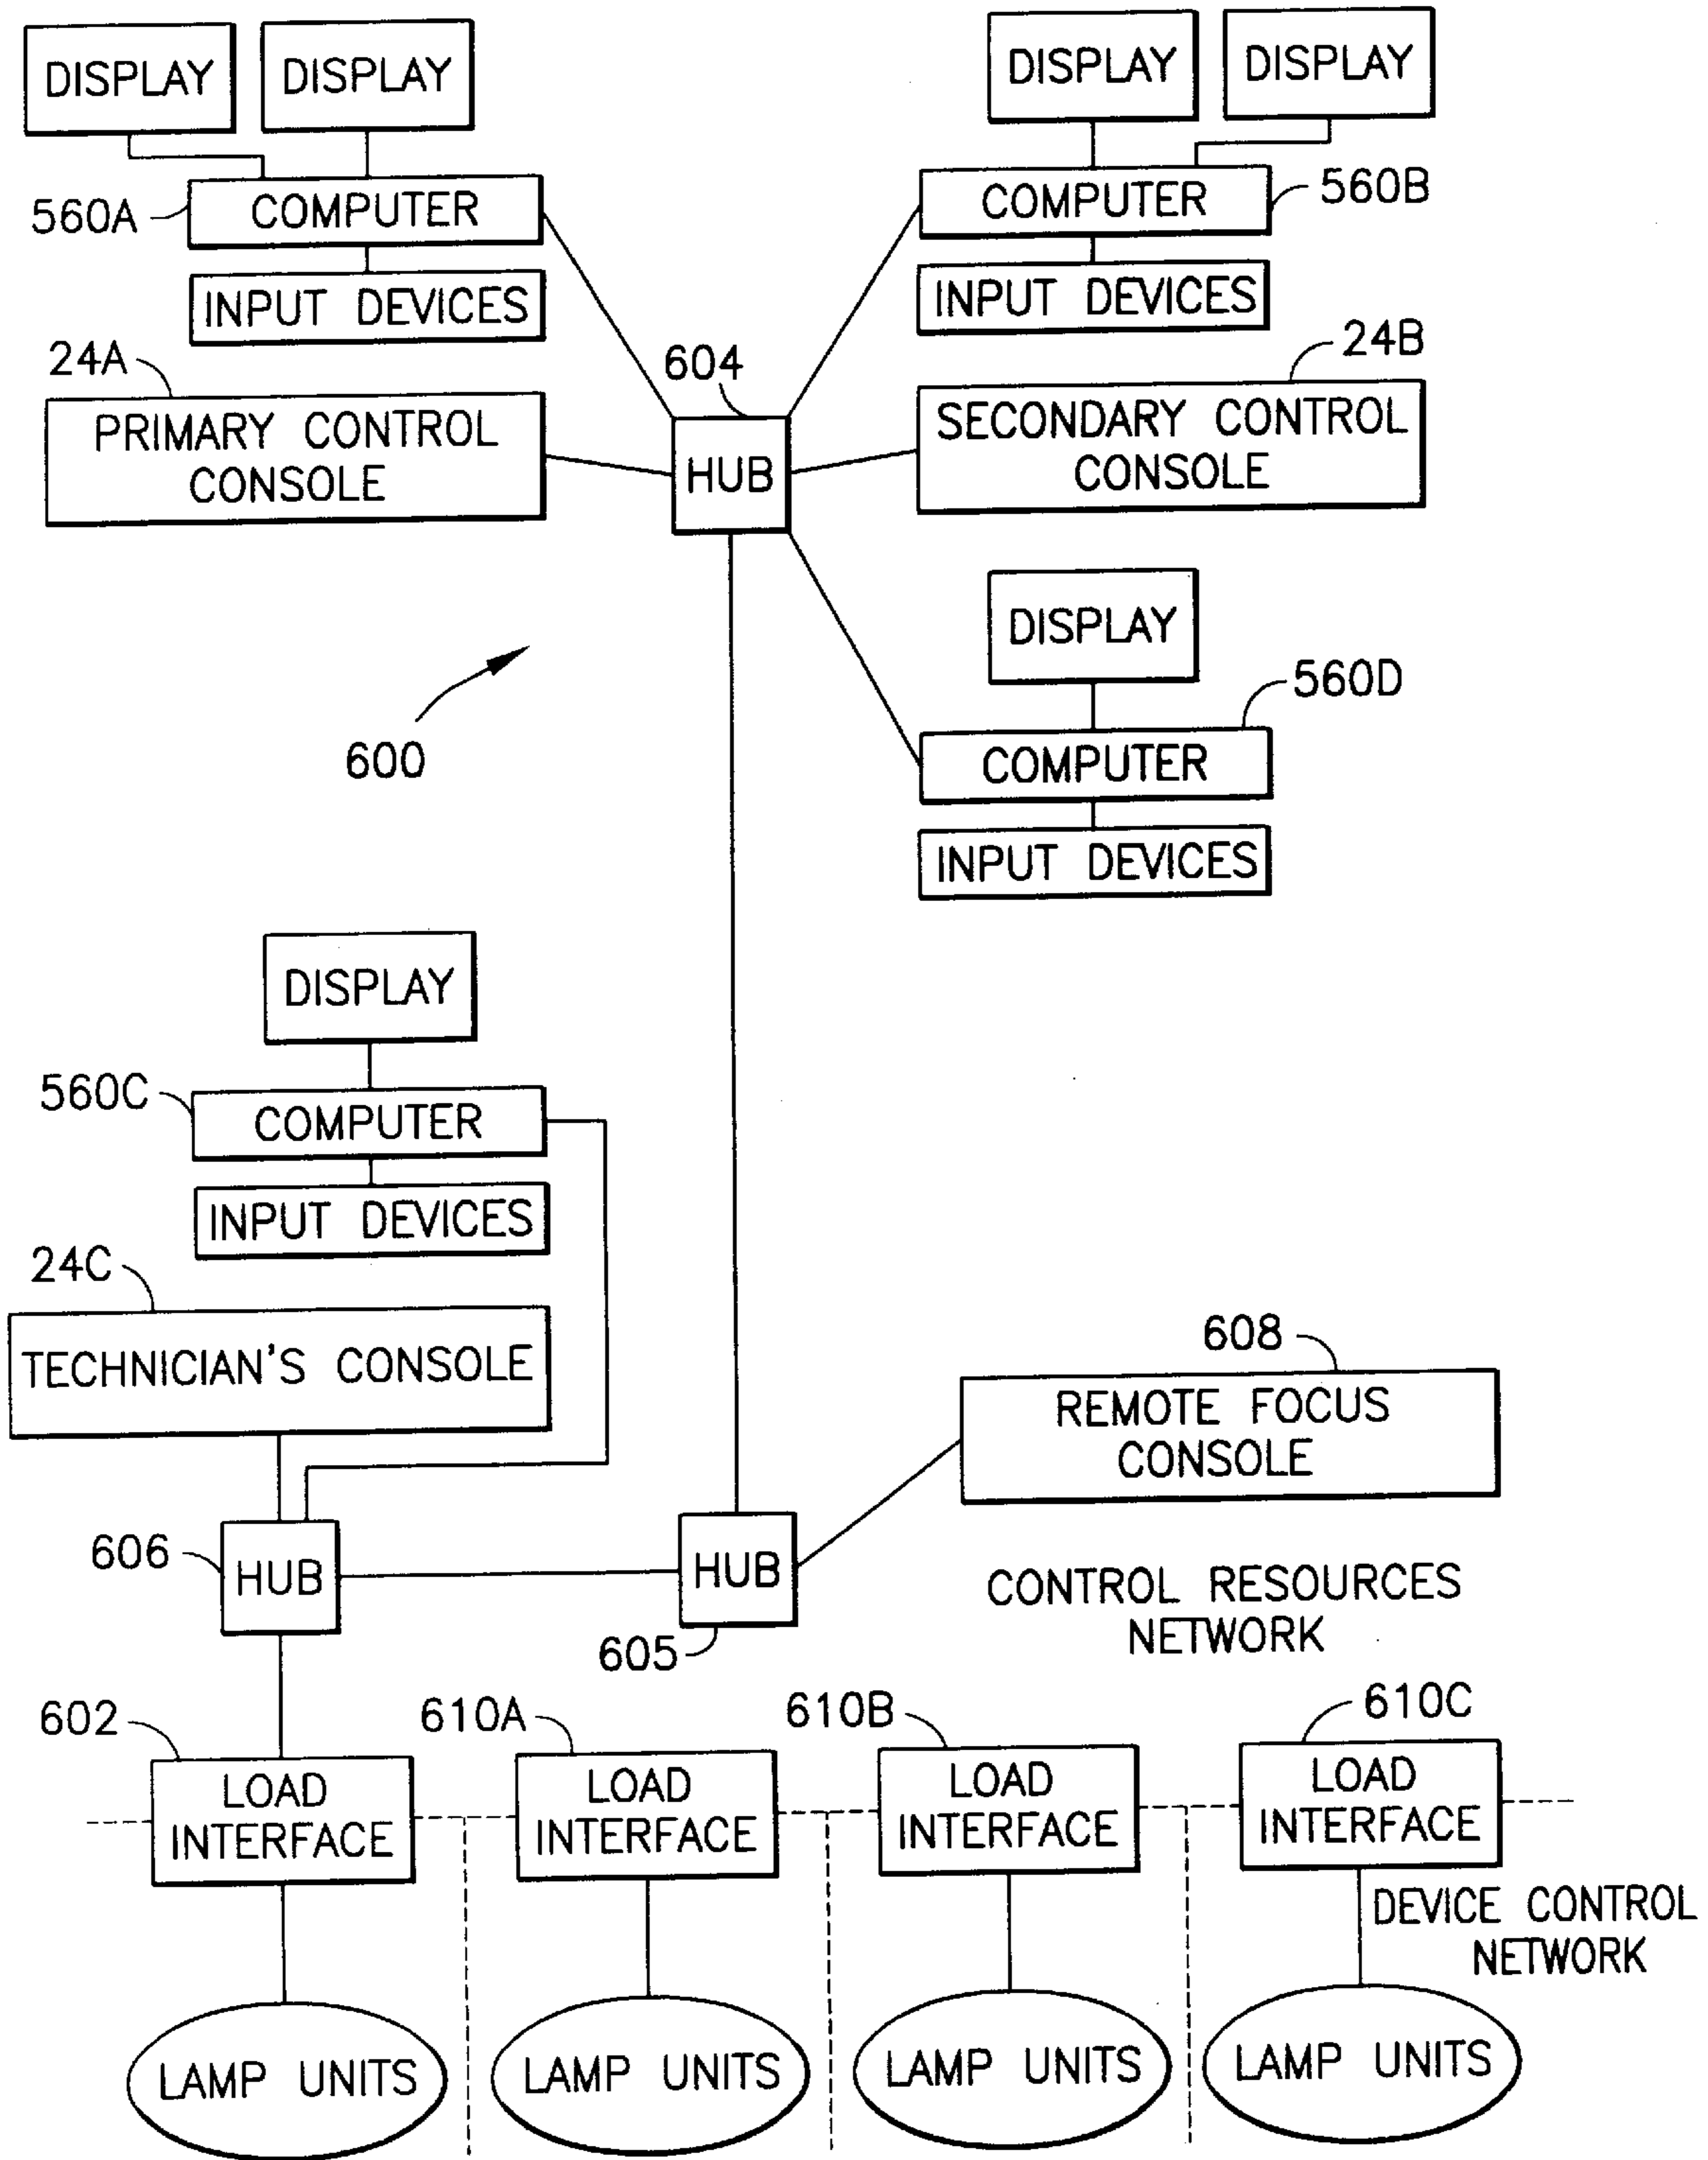 DISPLAY
DISPLAY
DISPLAY
DISPLAY
560A
COMPUTER
COMPUTER
560B
INPUT DEVICES
INPUT DEVICES
24A
604
24B
PRIMARY CONTROL
CONSOLE
HUB
SECONDARY CONTROL
CONSOLE
DISPLAY
600
560D
COMPUTER
INPUT DEVICES
DISPLAY
560C
COMPUTER
INPUT DEVICES
24C
TECHNICIAN'S CONSOLE
608
REMOTE FOCUS
CONSOLE
606
HUB
HUB
605
CONTROL RESOURCES
NETWORK
602
610A
610B
610C
LOAD
INTERFACE
LOAD
INTERFACE
LOAD
INTERFACE
LOAD
INTERFACE
DEVICE CONTROL
NETWORK
LAMP UNITS
LAMP UNITS
LAMP UNITS
LAMP UNITS